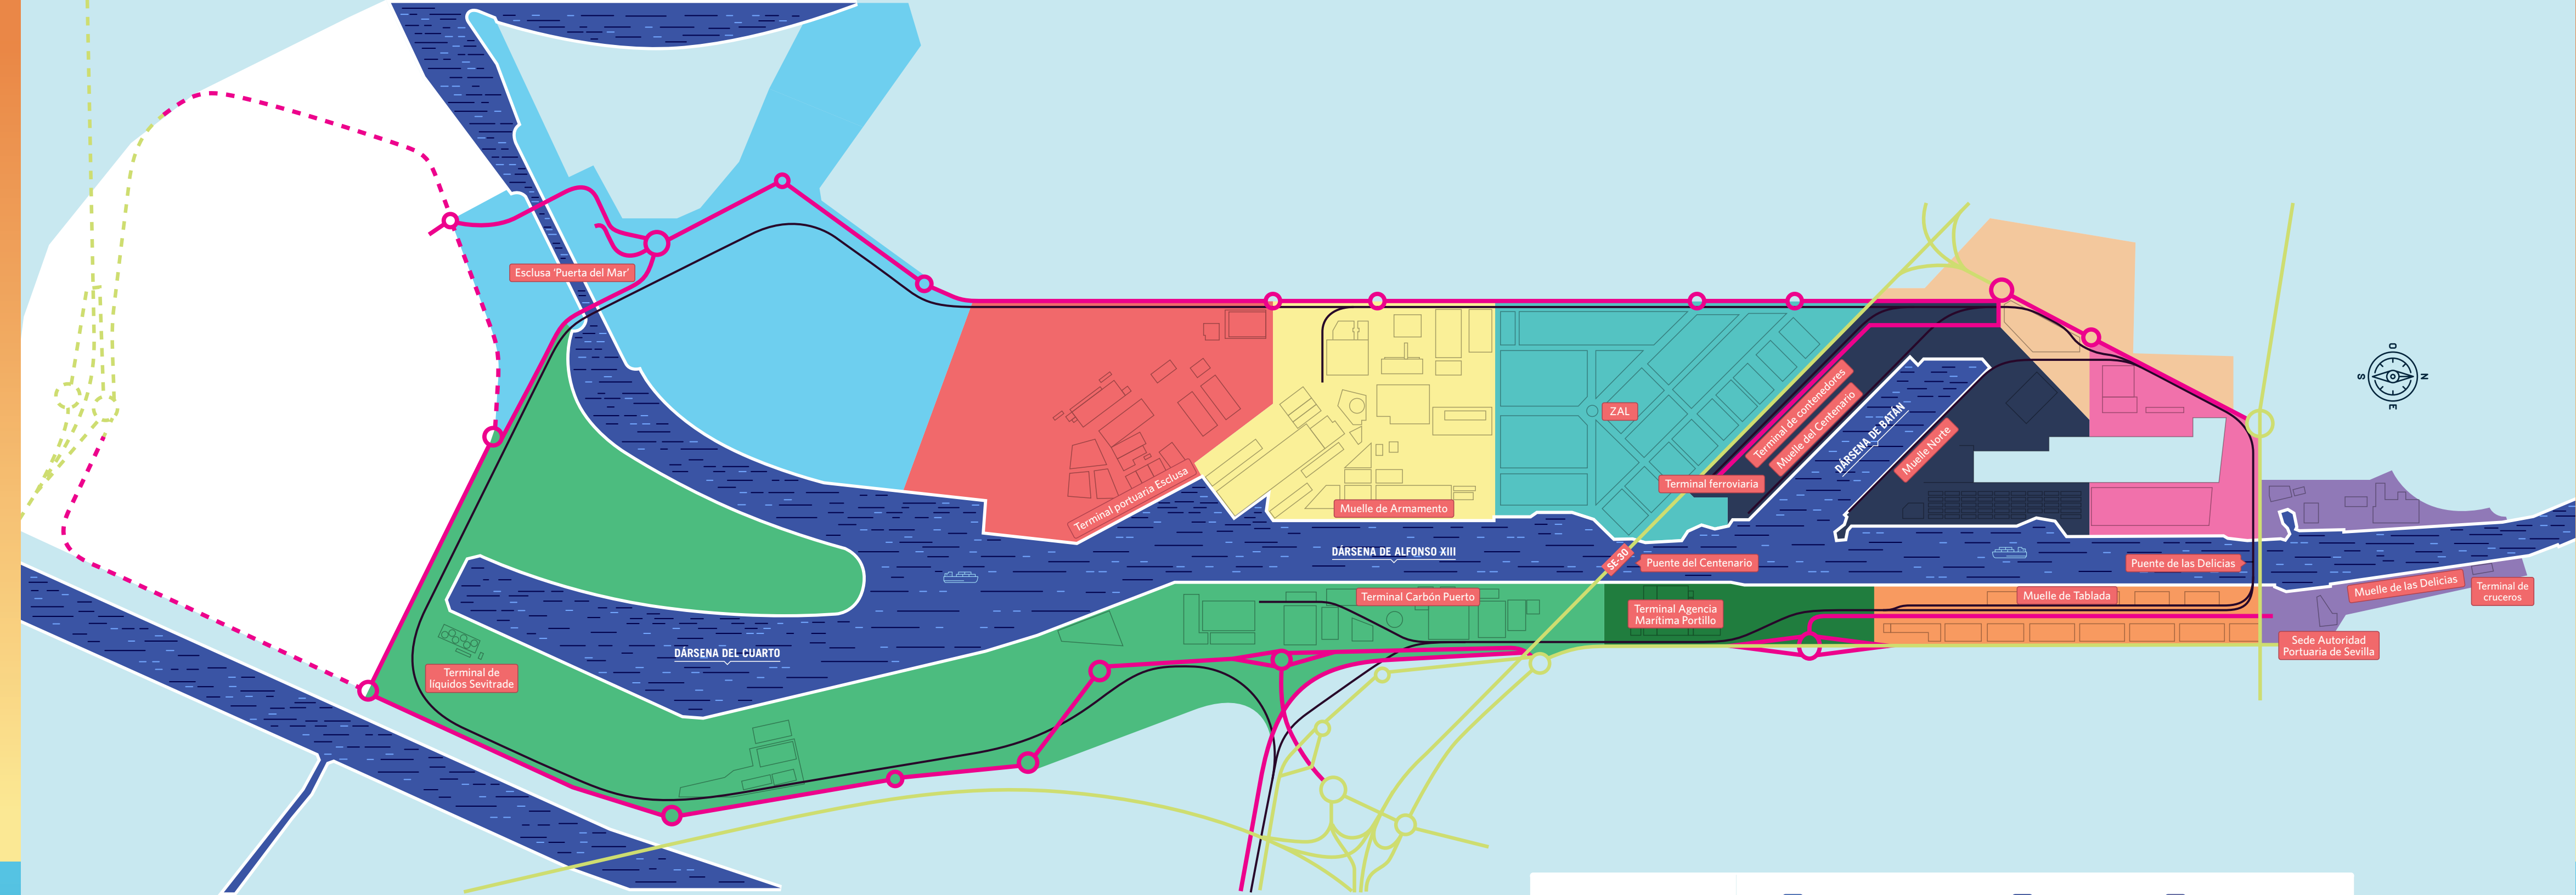 Esclusa 'Puerta del Mar'
Terminal portuaria Esclusa
Muelle de Armamento
ZAL
Terminal ferroviaria
Terminal de contenedores
Muelle del Centenario
DÁRSENA DE BATÁN
Muelle Norte
O
S
N
E
DÁRSENA DE ALFONSO XIII
SE-30
Puente del Centenario
Puente de las Delicias
Terminal Carbón Puerto
Terminal Agencia
Marítima Portillo
Muelle de Tablada
Muelle de las Delicias
Terminal de
cruceros
Sede Autoridad
Portuaria de Sevilla
DÁRSENA DEL CUARTO
Terminal de
líquidos Sevitrade